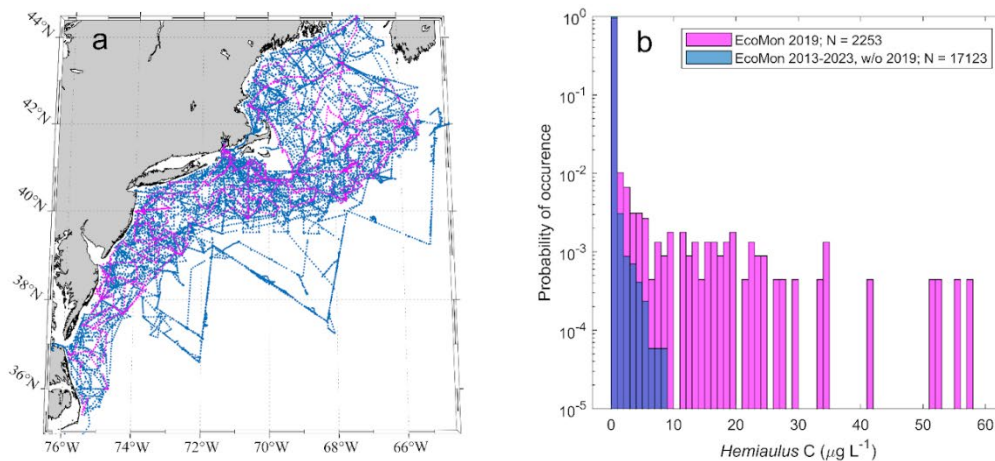 a
44°N
42°N
40°N
38°N
36°N
76°W 74°W 72°W 70°W 68°W 66°W
b
EcoMon 2019; N = 2253
EcoMon 2013-2023, w/o 2019; N = 17123
Probability of occurence
10⁰
10⁻¹
10⁻²
10⁻³
10⁻⁴
10⁻⁵
0 10 20 30 40 50 60
Hemiaulus C (μg L⁻¹)